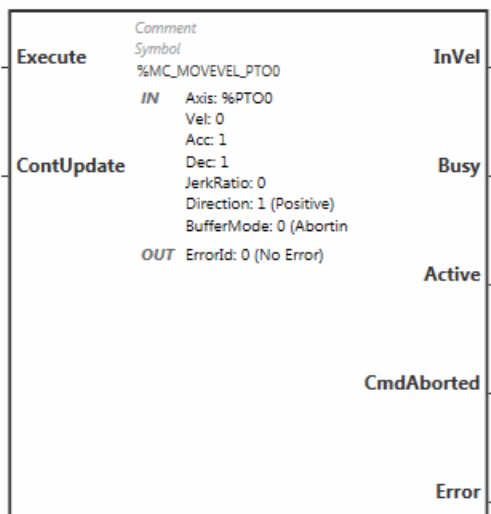 Comment
Execute
Symbol
InVel
%MC_MOVEVEL_PTO0
IN Axis: %PTO0
Vel: 0
Acc: 1
ContUpdate
Dec: 1
Busy
JerkRatio: 0
Direction: 1 (Positive)
BufferMode: 0 (Abortin
OUT ErrorId: 0 (No Error)
Active
CmdAborted
Error